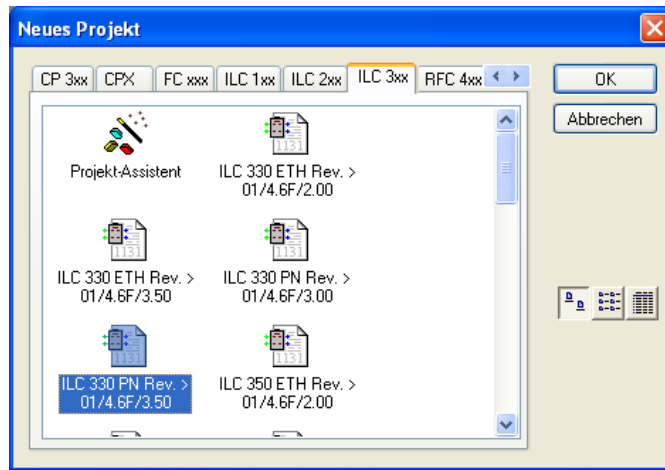 Neues Projekt
CP 3xx
CPX
FC xxx
ILC 1xx
ILC 2xx
ILC 3xx
RFC 4xx
OK
Abbrechen
Projekt-Assistent
ILC 330 ETH Rev. >
01/4.6F/2.00
ILC 330 ETH Rev. >
01/4.6F/3.50
ILC 330 PN Rev. >
01/4.6F/3.00
ILC 330 PN Rev. >
01/4.6F/3.50
ILC 350 ETH Rev. >
01/4.6F/2.00